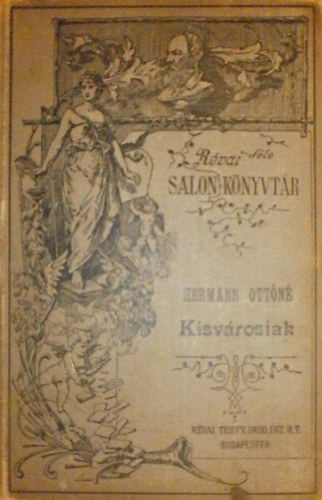 Révai féle
SALON KÖNYVTÁR
HERMANN OTTÓNÉ
Kisvárosiak
RÉVAI TESTV. IROD. INT. R. T.
BUDAPESTEN